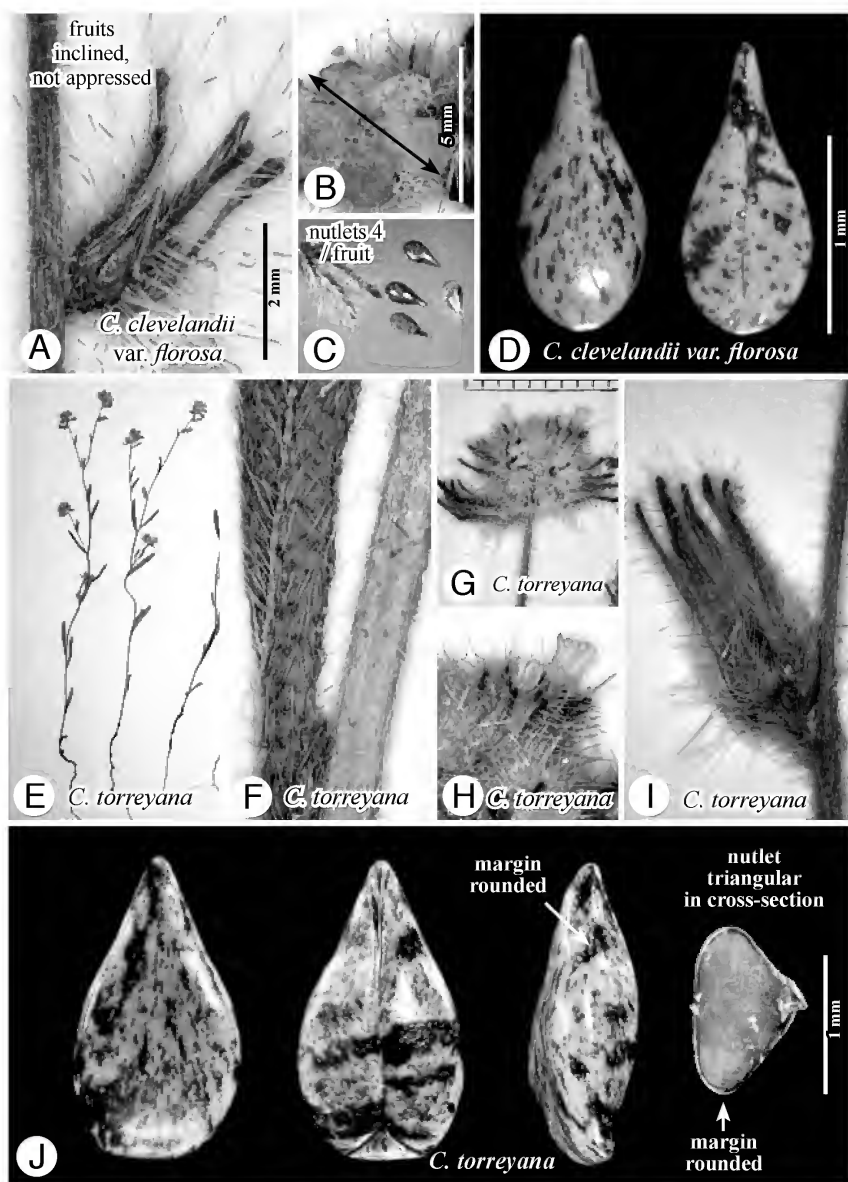 fruits
inclined,
not appressed
2 mm
C. clevelandii
var. florosa
A
5 mm
B
nutlets 4
/ fruit
C
1 mm
D
C. clevelandii var. florosa
E
C. torreyana
F
C. torreyana
G
C. torreyana
H
C. torreyana
I
C. torreyana
margin
rounded
nutlet
triangular
in cross-section
1 mm
margin
rounded
J
C. torreyana